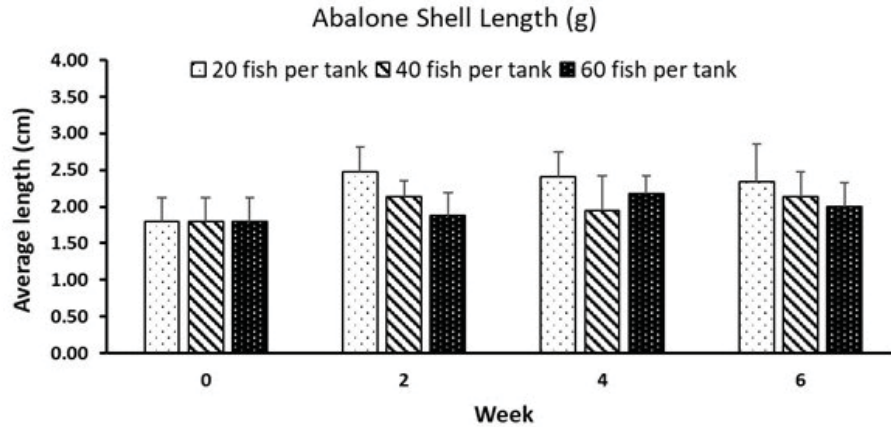 Abalone Shell Length (g)
20 fish per tank 40 fish per tank 60 fish per tank
Average length (cm)
4.00
3.50
3.00
2.50
2.00
1.50
1.00
0.50
0.00
0 2 4 6
Week